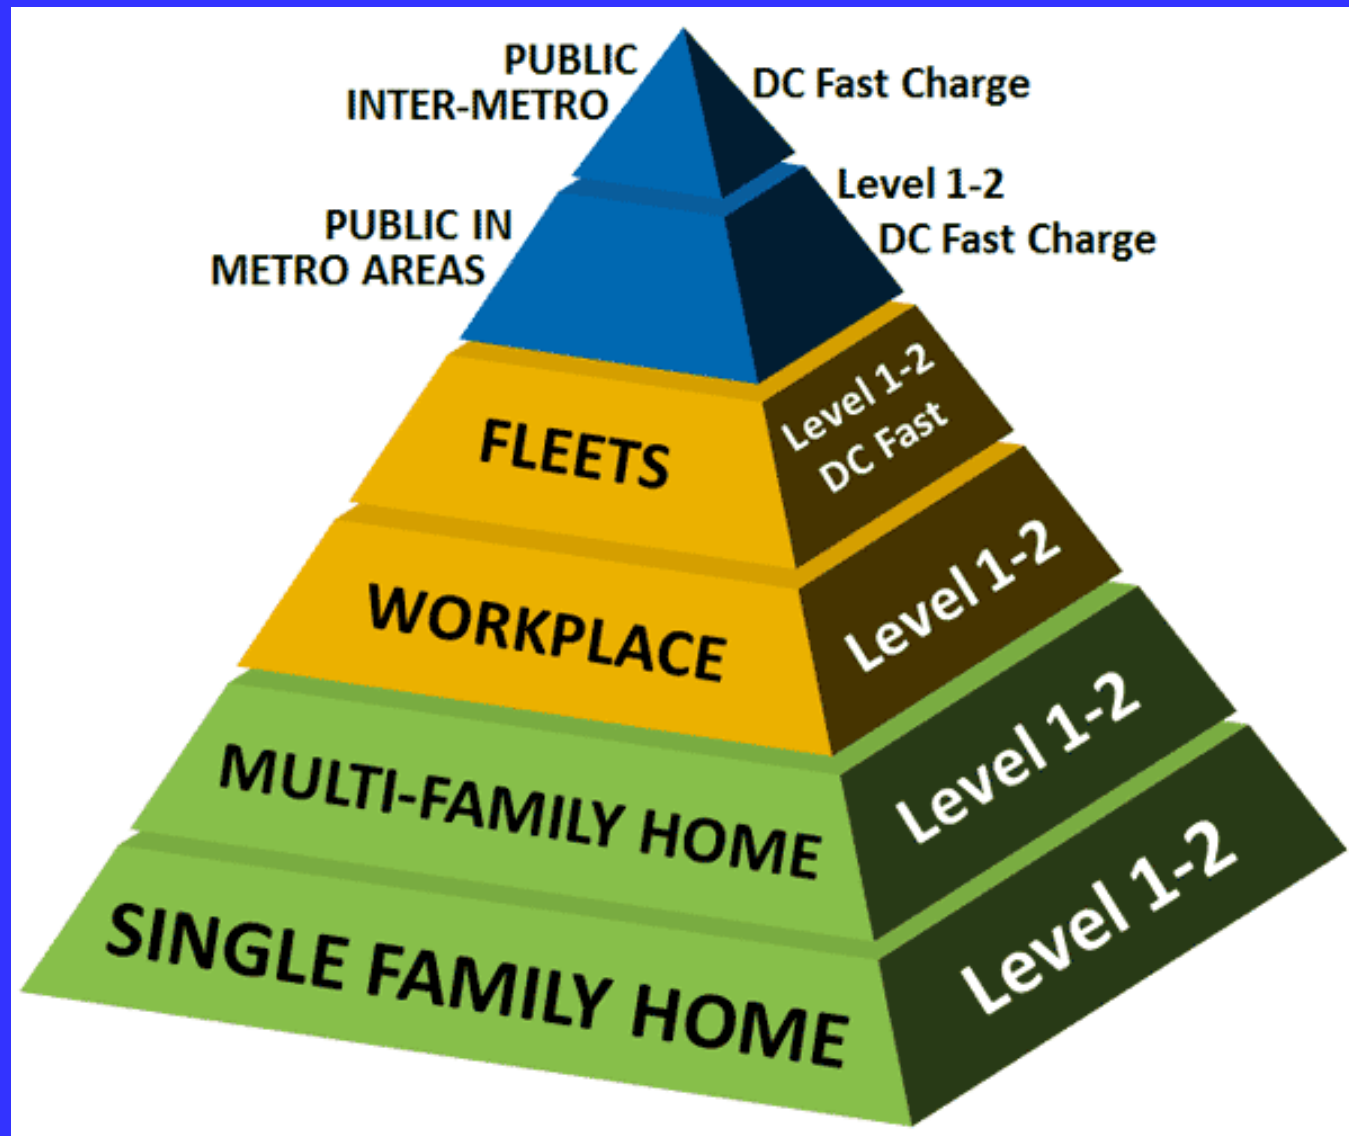 PUBLIC
INTER-METRO
DC Fast Charge
PUBLIC IN
METRO AREAS
Level 1-2
DC Fast Charge
FLEETS
Level 1-2
DC Fast
WORKPLACE
Level 1-2
MULTI-FAMILY HOME
Level 1-2
SINGLE FAMILY HOME
Level 1-2